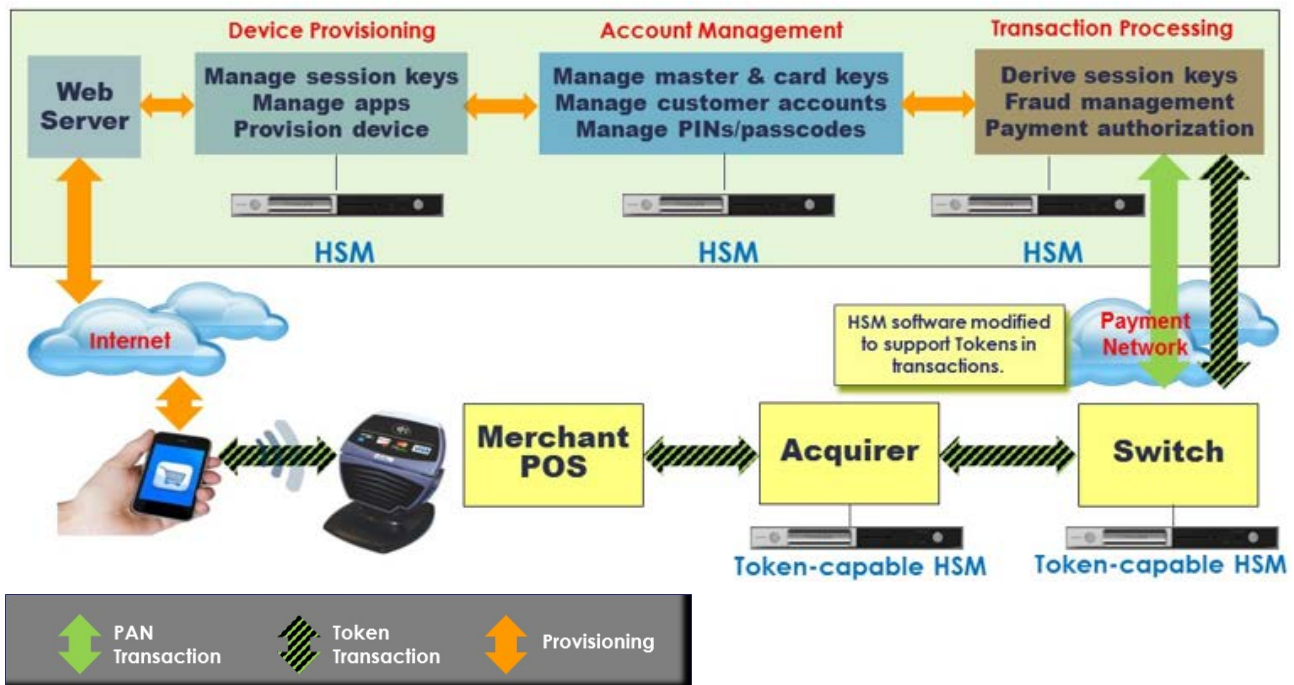 Device Provisioning
Account Management
Transaction Processing
Web
Server
Manage session keys
Manage apps
Provision device
Manage master & card keys
Manage customer accounts
Manage PINs/passcodes
Derive session keys
Fraud management
Payment authorization
HSM
HSM
HSM
Internet
HSM software modified
to support Tokens in
transactions.
Payment
Network
Merchant
POS
Acquirer
Switch
Token-capable HSM
Token-capable HSM
PAN
Transaction
Token
Transaction
Provisioning